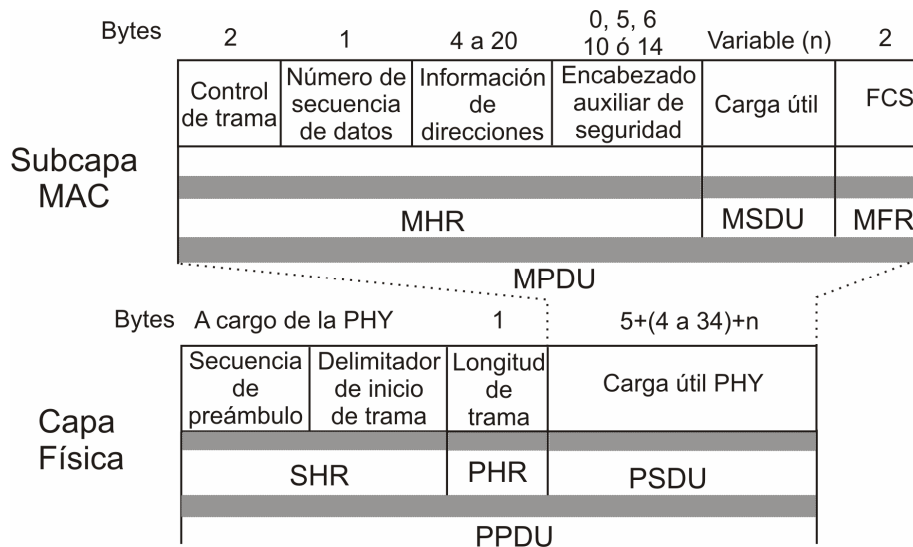 Bytes 2 1 4 a 20 0, 5, 6 10 ó 14 Variable (n) 2
Control de trama
Número de secuencia de datos
Información de direcciones
Encabezado auxiliar de seguridad
Carga útil
FCS
Subcapa MAC
MHR MSDU MFR
MPDU
Bytes A cargo de la PHY 1 5+(4 a 34)+n
Secuencia de preámbulo
Delimitador de inicio de trama
Longitud de trama
Carga útil PHY
Capa Física
SHR PHR PSDU
PPDU